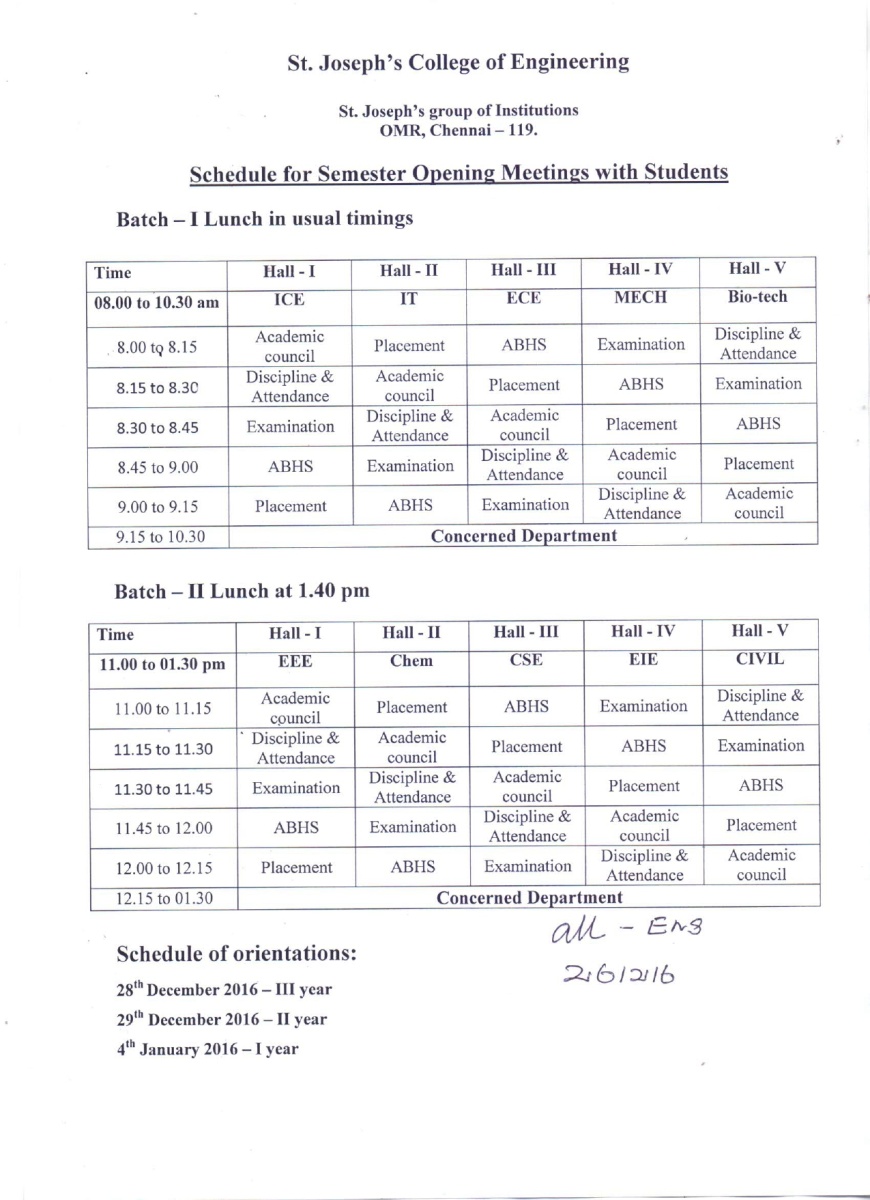 St. Joseph's College of Engineering
St. Joseph's group of Institutions
OMR, Chennai – 119.
Schedule for Semester Opening Meetings with Students
Batch – I Lunch in usual timings
Time Hall - I Hall - II Hall - III Hall - IV Hall - V
08.00 to 10.30 am ICE IT ECE MECH Bio-tech
8.00 to 8.15 Academic council Placement ABHS Examination Discipline & Attendance
8.15 to 8.30 Discipline & Attendance Academic council Placement ABHS Examination
8.30 to 8.45 Examination Discipline & Attendance Academic council Placement ABHS
8.45 to 9.00 ABHS Examination Discipline & Attendance Academic council Placement
9.00 to 9.15 Placement ABHS Examination Discipline & Attendance Academic council
9.15 to 10.30 Concerned Department
Batch – II Lunch at 1.40 pm
Time Hall - I Hall - II Hall - III Hall - IV Hall - V
11.00 to 01.30 pm EEE Chem CSE EIE CIVIL
11.00 to 11.15 Academic council Placement ABHS Examination Discipline & Attendance
11.15 to 11.30 Discipline & Attendance Academic council Placement ABHS Examination
11.30 to 11.45 Examination Discipline & Attendance Academic council Placement ABHS
11.45 to 12.00 ABHS Examination Discipline & Attendance Academic council Placement
12.00 to 12.15 Placement ABHS Examination Discipline & Attendance Academic council
12.15 to 01.30 Concerned Department
all - ENG
Schedule of orientations:
28th December 2016 – III year
29th December 2016 – II year
4th January 2016 – I year